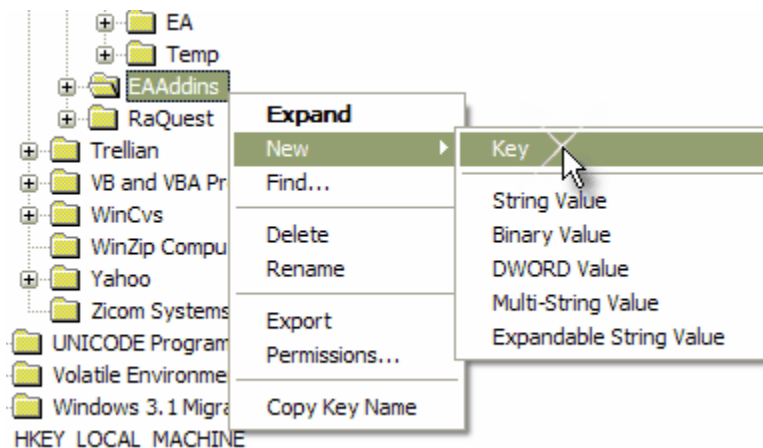 EA
Temp
EAAddins
RaQuest
Trellian
VB and VBA Pr
WinCvs
WinZip Compu
Yahoo
Zicom Systems
UNICODE Program
Volatile Environme
Windows 3.1 Migra
HKEY_LOCAL_MACHINE
Expand
New
Find...
Delete
Rename
Export
Permissions...
Copy Key Name
Key
String Value
Binary Value
DWORD Value
Multi-String Value
Expandable String Value